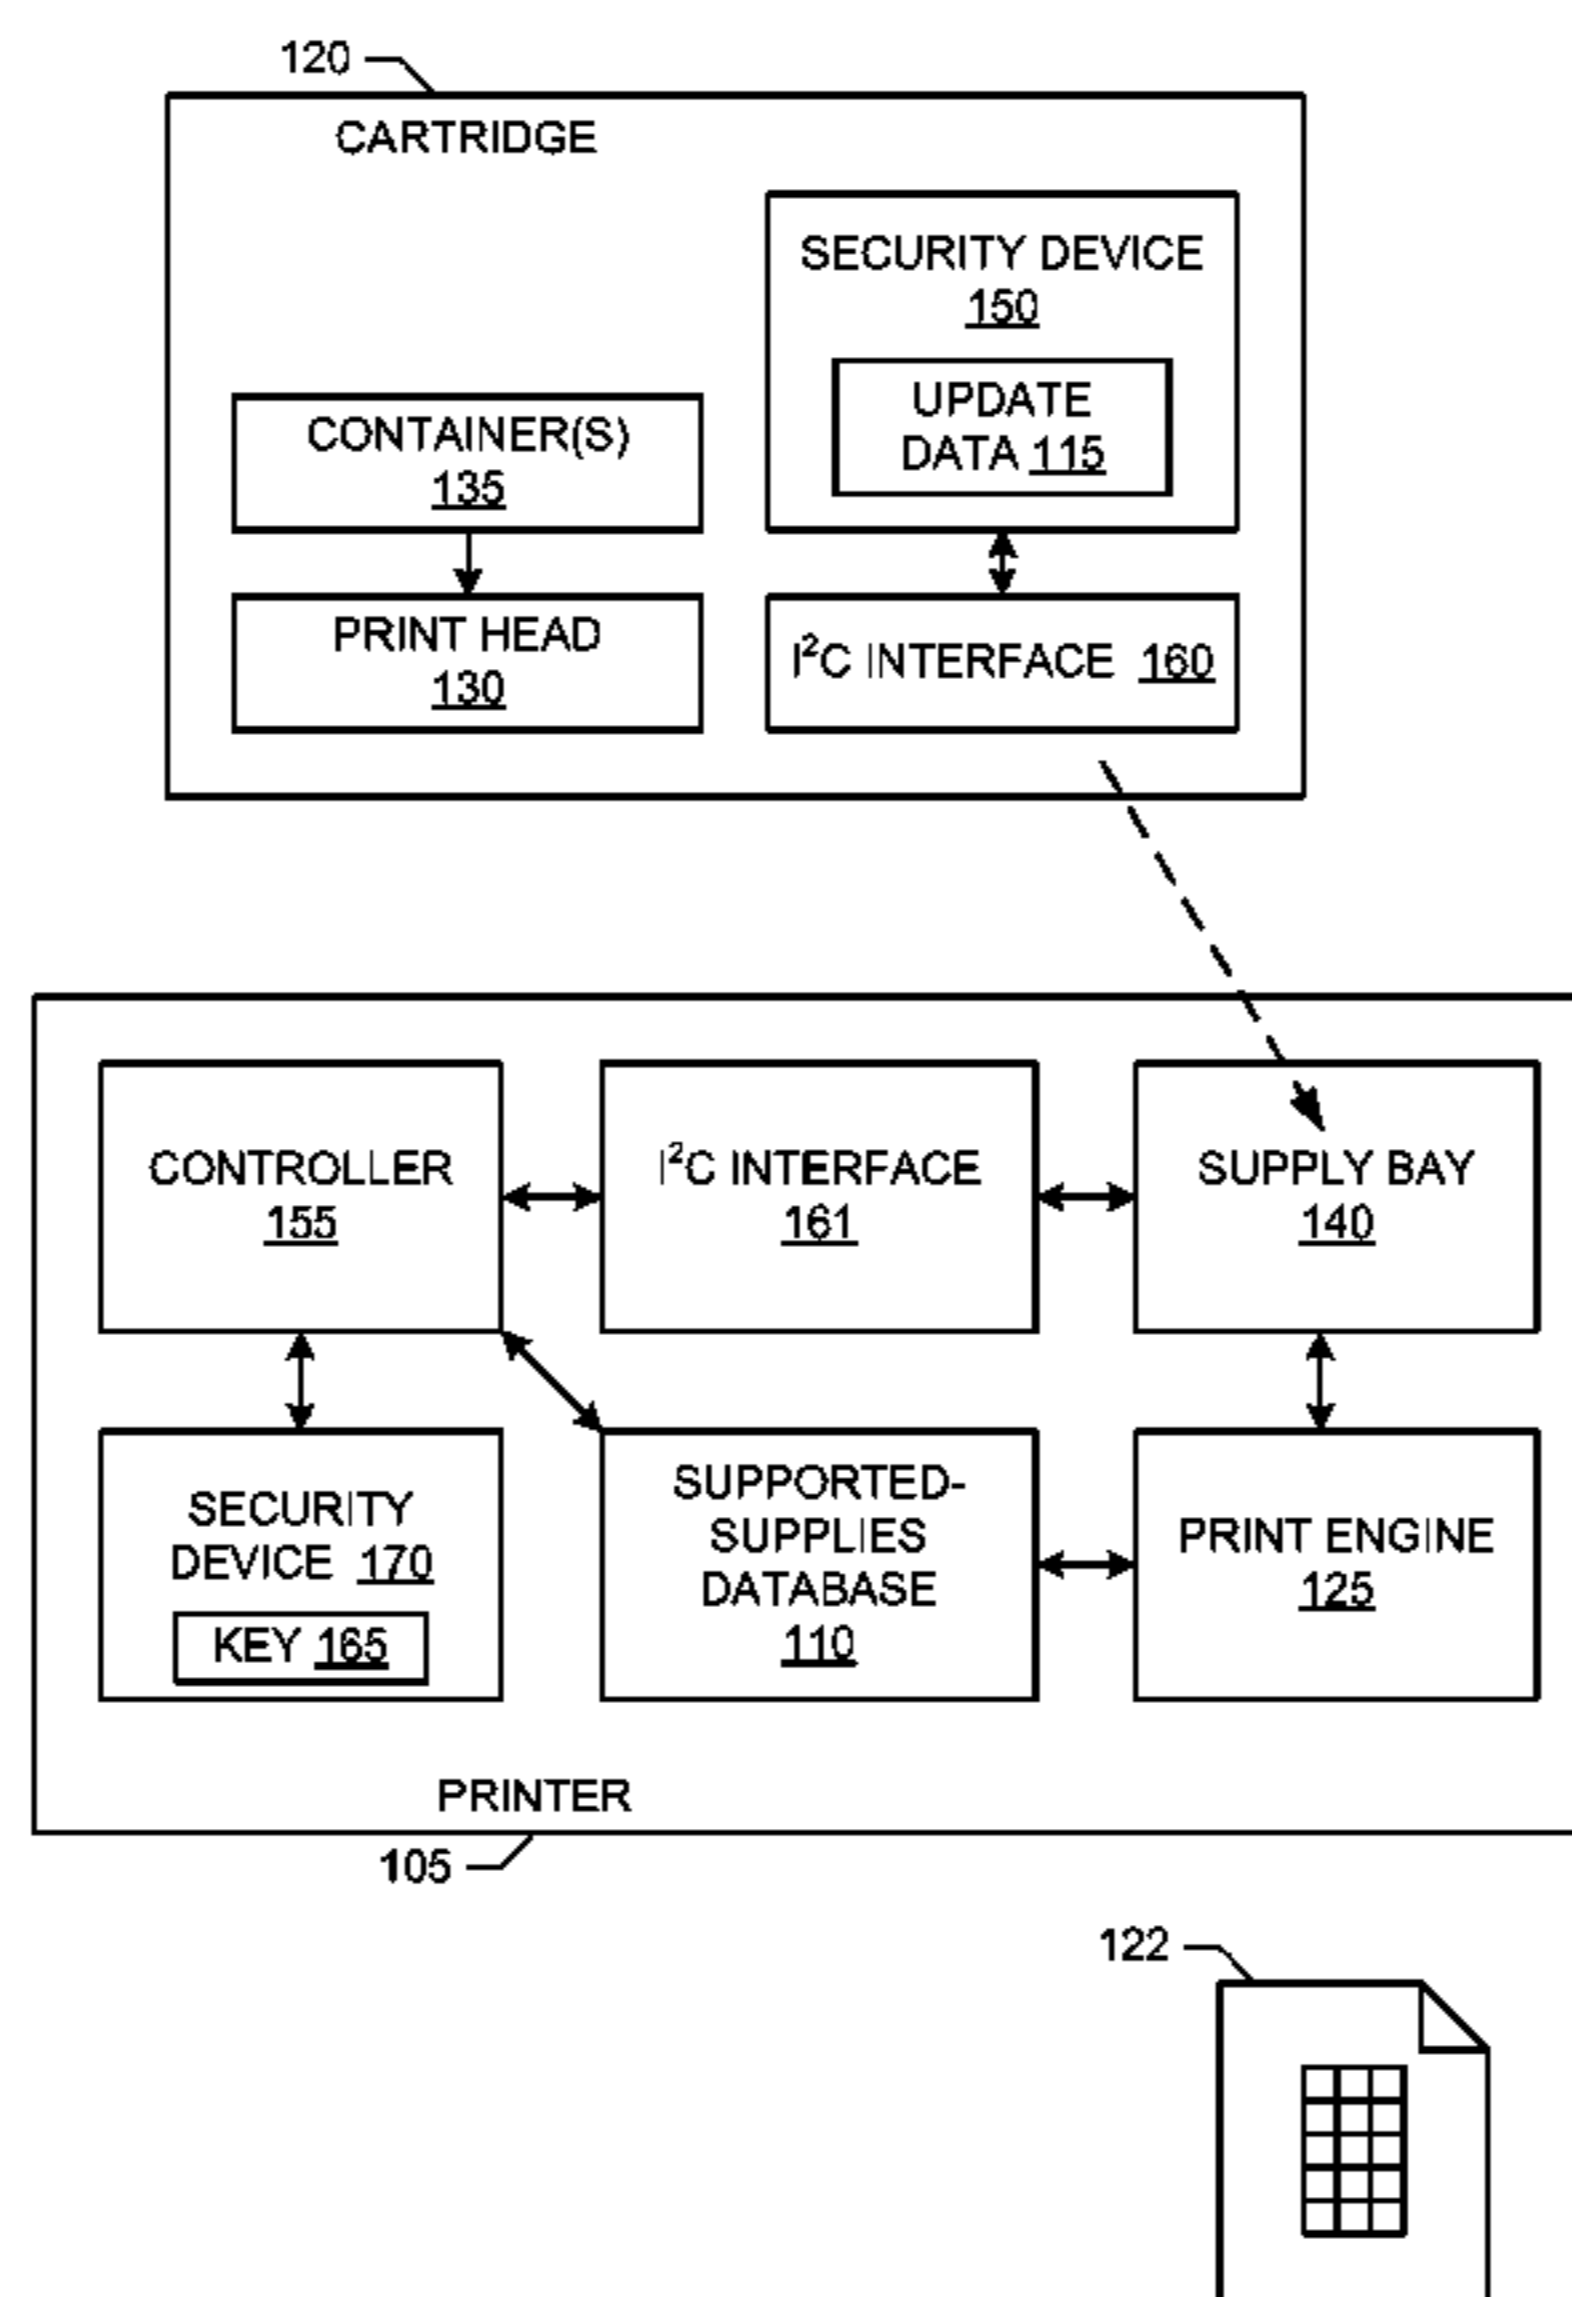 120
CARTRIDGE
SECURITY DEVICE
150
UPDATE
DATA 115
CONTAINER(S)
135
PRINT HEAD
130
I²C INTERFACE 160
CONTROLLER
155
I²C INTERFACE
161
SUPPLY BAY
140
SECURITY
DEVICE 170
KEY 165
SUPPORTED-
SUPPLIES
DATABASE
110
PRINT ENGINE
125
PRINTER
105
122